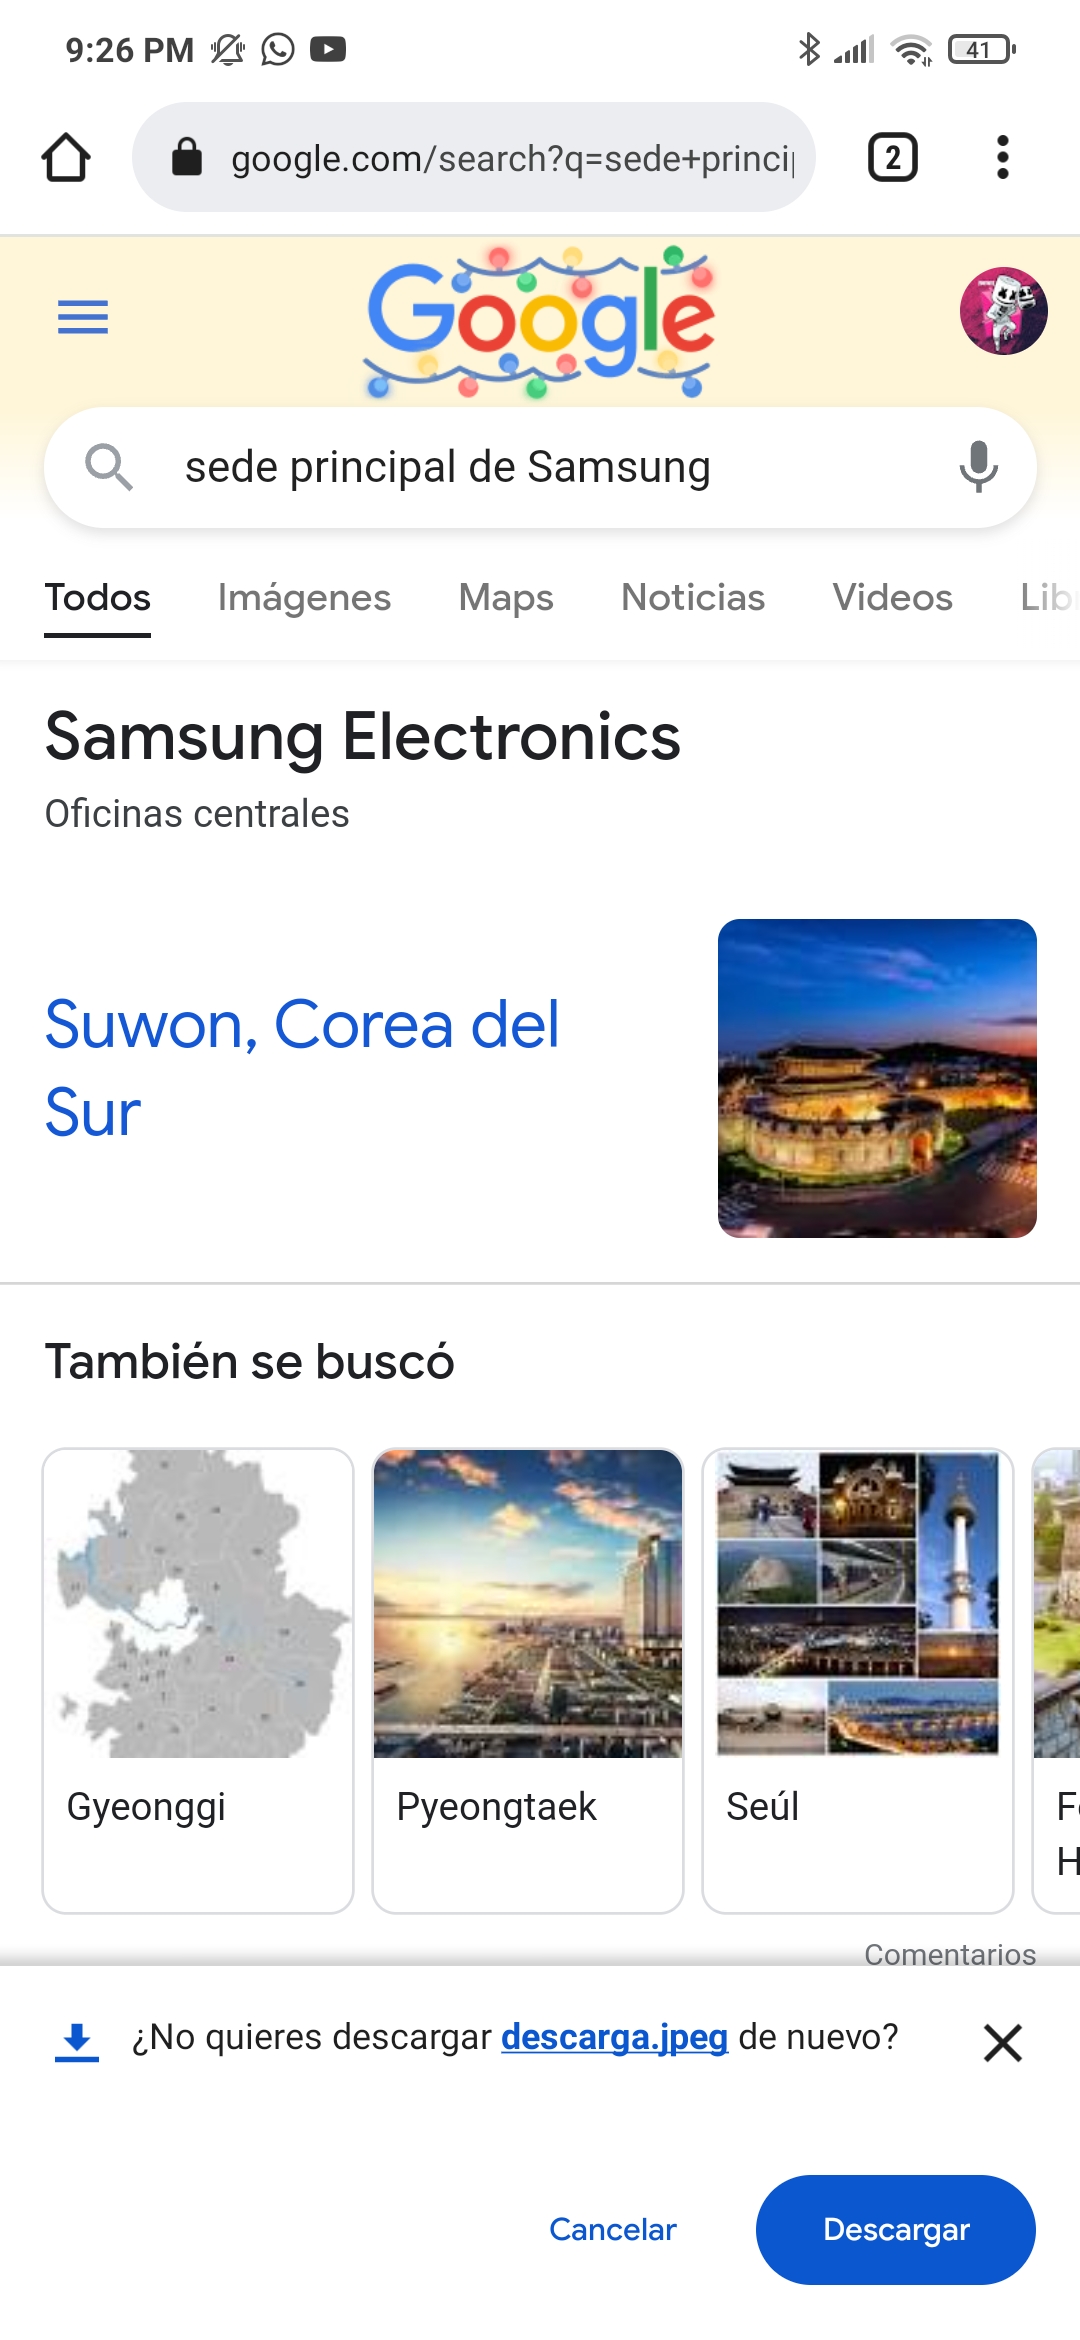 9:26 PM
41
google.com/search?q=sede+princi
2
Google
sede principal de Samsung
Todos Imágenes Maps Noticias Videos Lib
Samsung Electronics
Oficinas centrales
Suwon, Corea del
Sur
También se buscó
Gyeonggi
Pyeongtaek
Seúl
F
H
Comentarios
¿No quieres descargar descarga.jpeg de nuevo?
Cancelar
Descargar